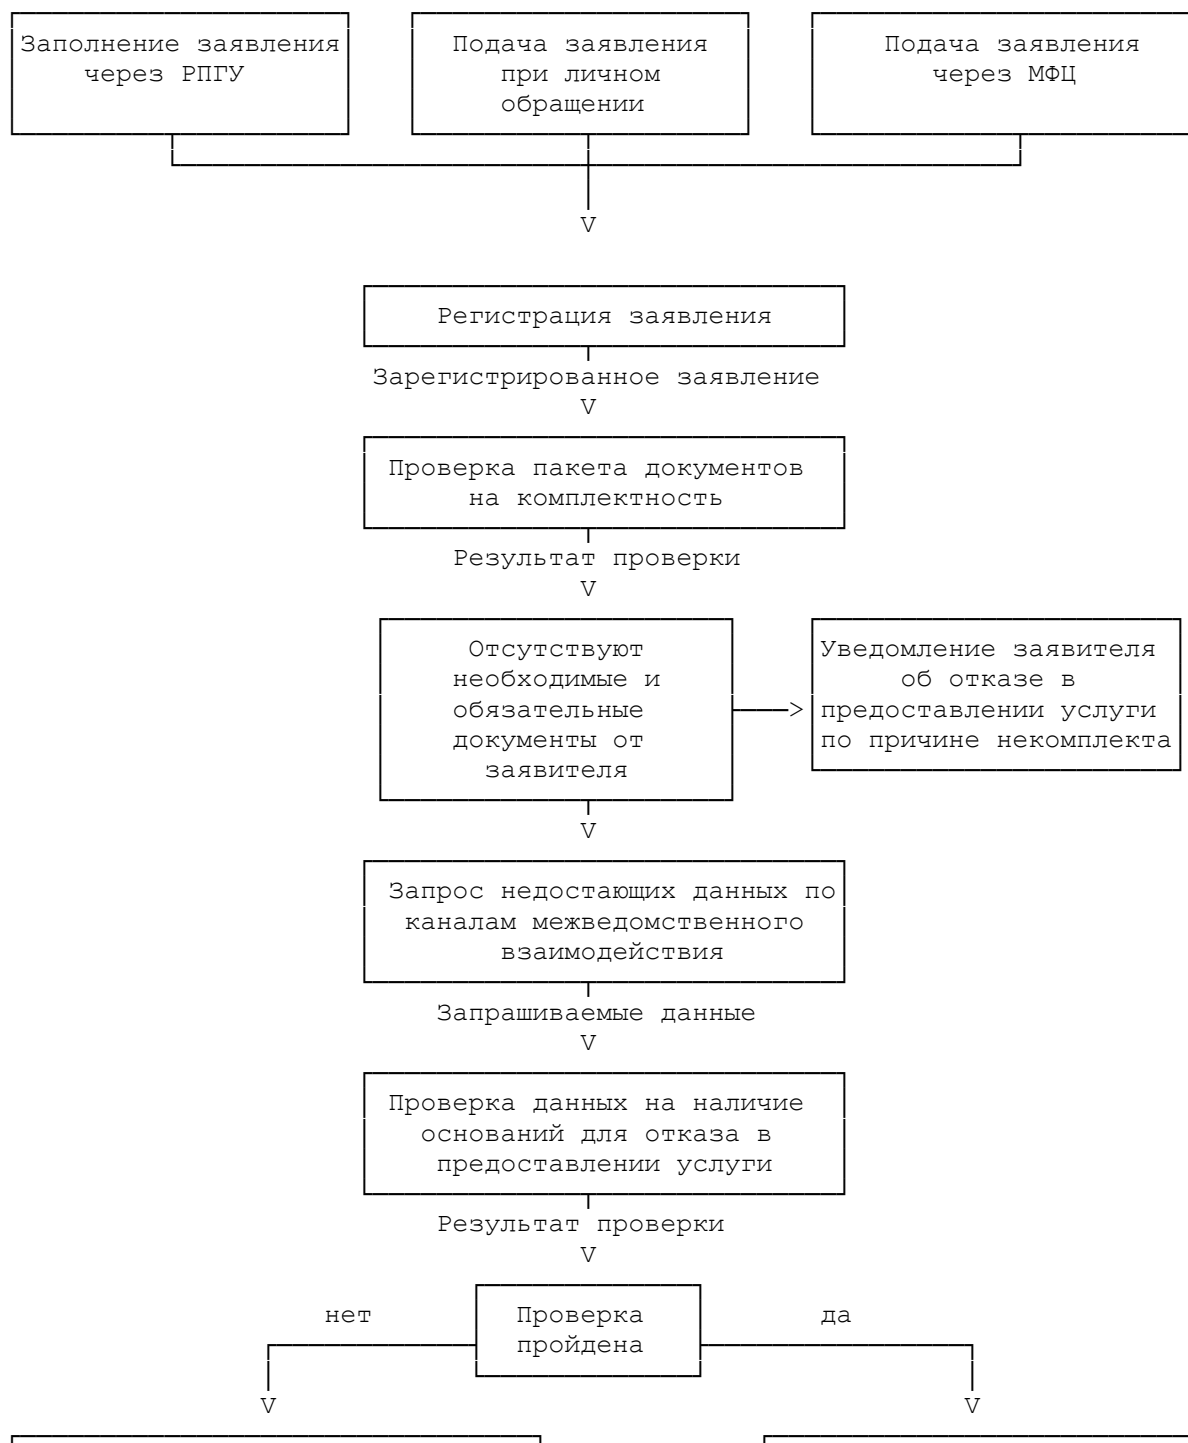 Заполнение заявления
через РПГУ
Подача заявления
при личном
обращении
Подача заявления
через МФЦ
V
Регистрация заявления
Зарегистрированное заявление
V
Проверка пакета документов
на комплектность
Результат проверки
V
Отсутствуют
необходимые и
обязательные
документы от
заявителя
>
Уведомление заявителя
об отказе в
предоставлении услуги
по причине некомплекта
V
Запрос недостающих данных по
каналам межведомственного
взаимодействия
Запрашиваемые данные
V
Проверка данных на наличие
оснований для отказа в
предоставлении услуги
Результат проверки
V
нет
Проверка
пройдена
да
V
V